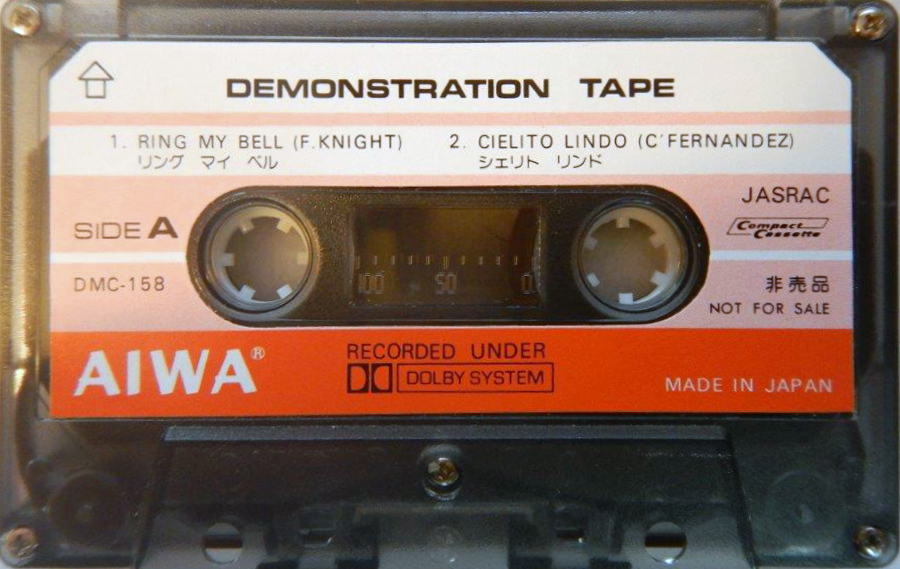 DEMONSTRATION TAPE
1. RING MY BELL (F.KNIGHT) 2. CIELITO LINDO (C'FERNANDEZ)
リング マイ ベル シェリト リンド
JASRAC
SIDE A
Compact Cassette
100 50 0
DMC-158
非売品
NOT FOR SALE
AIWA®
RECORDED UNDER
DOLBY SYSTEM
MADE IN JAPAN